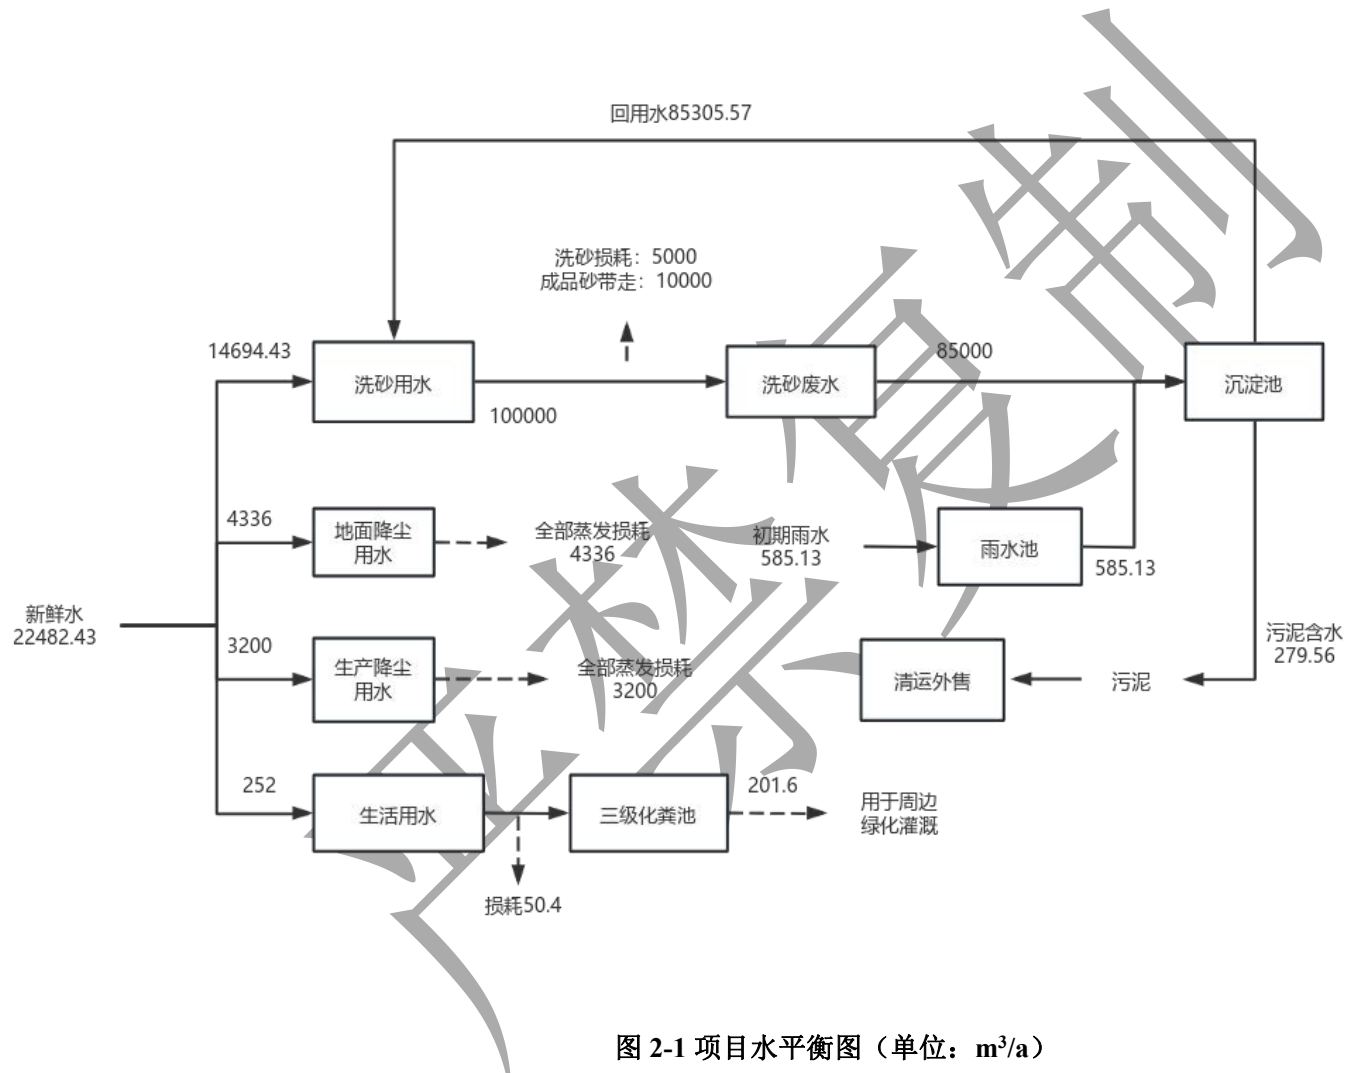 回用水85305.57
洗砂损耗：5000
成品砂带走：10000
14694.43
洗砂用水
100000
洗砂废水
85000
沉淀池
4336
地面降尘
用水
全部蒸发损耗
4336
初期雨水
585.13
雨水池
585.13
新鲜水
22482.43
3200
生产降尘
用水
全部蒸发损耗
3200
清运外售
污泥
污泥含水
279.56
252
生活用水
三级化粪池
201.6
用于周边
绿化灌溉
损耗50.4
图 2-1 项目水平衡图（单位：m³/a）